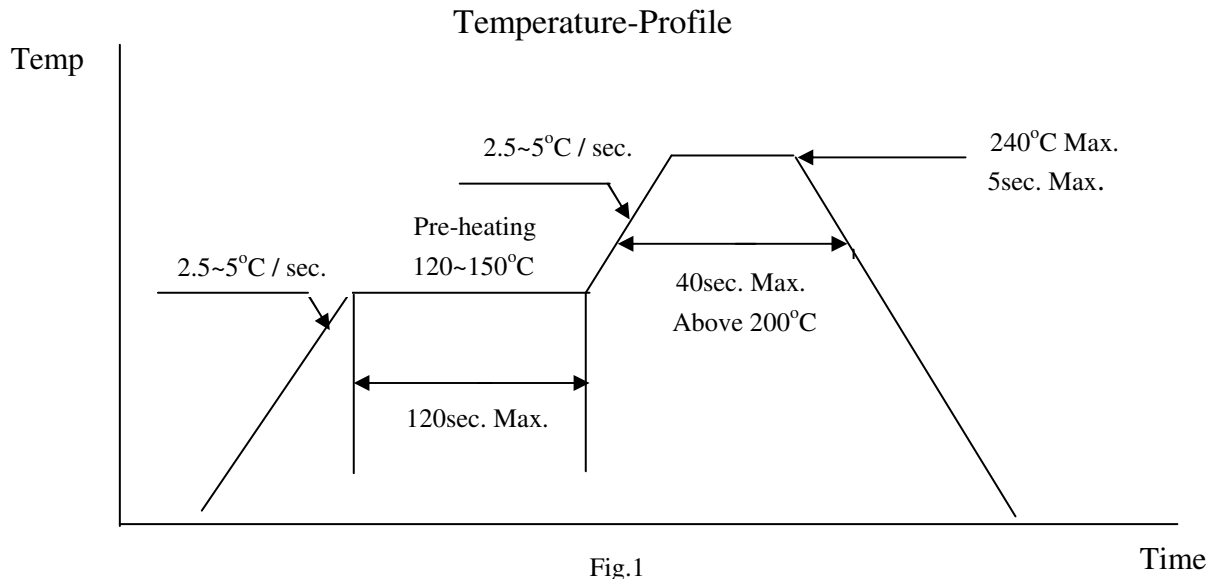 Temperature-Profile
Temp
2.5~5°C / sec.
240°C Max.
5sec. Max.
Pre-heating
120~150°C
2.5~5°C / sec.
40sec. Max.
Above 200°C
120sec. Max.
Time
Fig.1